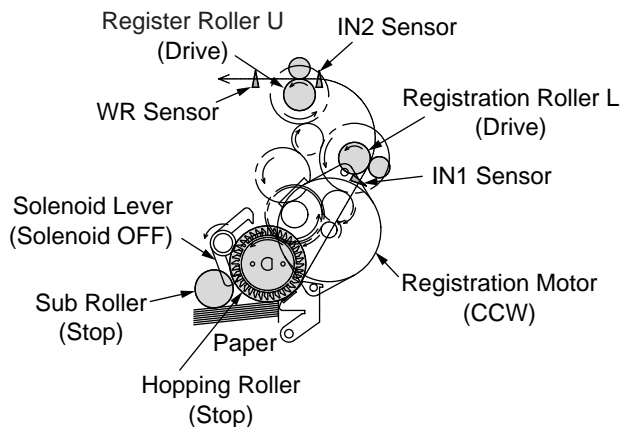 Register Roller U
(Drive)
IN2 Sensor
WR Sensor
Registration Roller L
(Drive)
IN1 Sensor
Solenoid Lever
(Solenoid OFF)
Sub Roller
(Stop)
Registration Motor
(CCW)
Paper
Hopping Roller
(Stop)